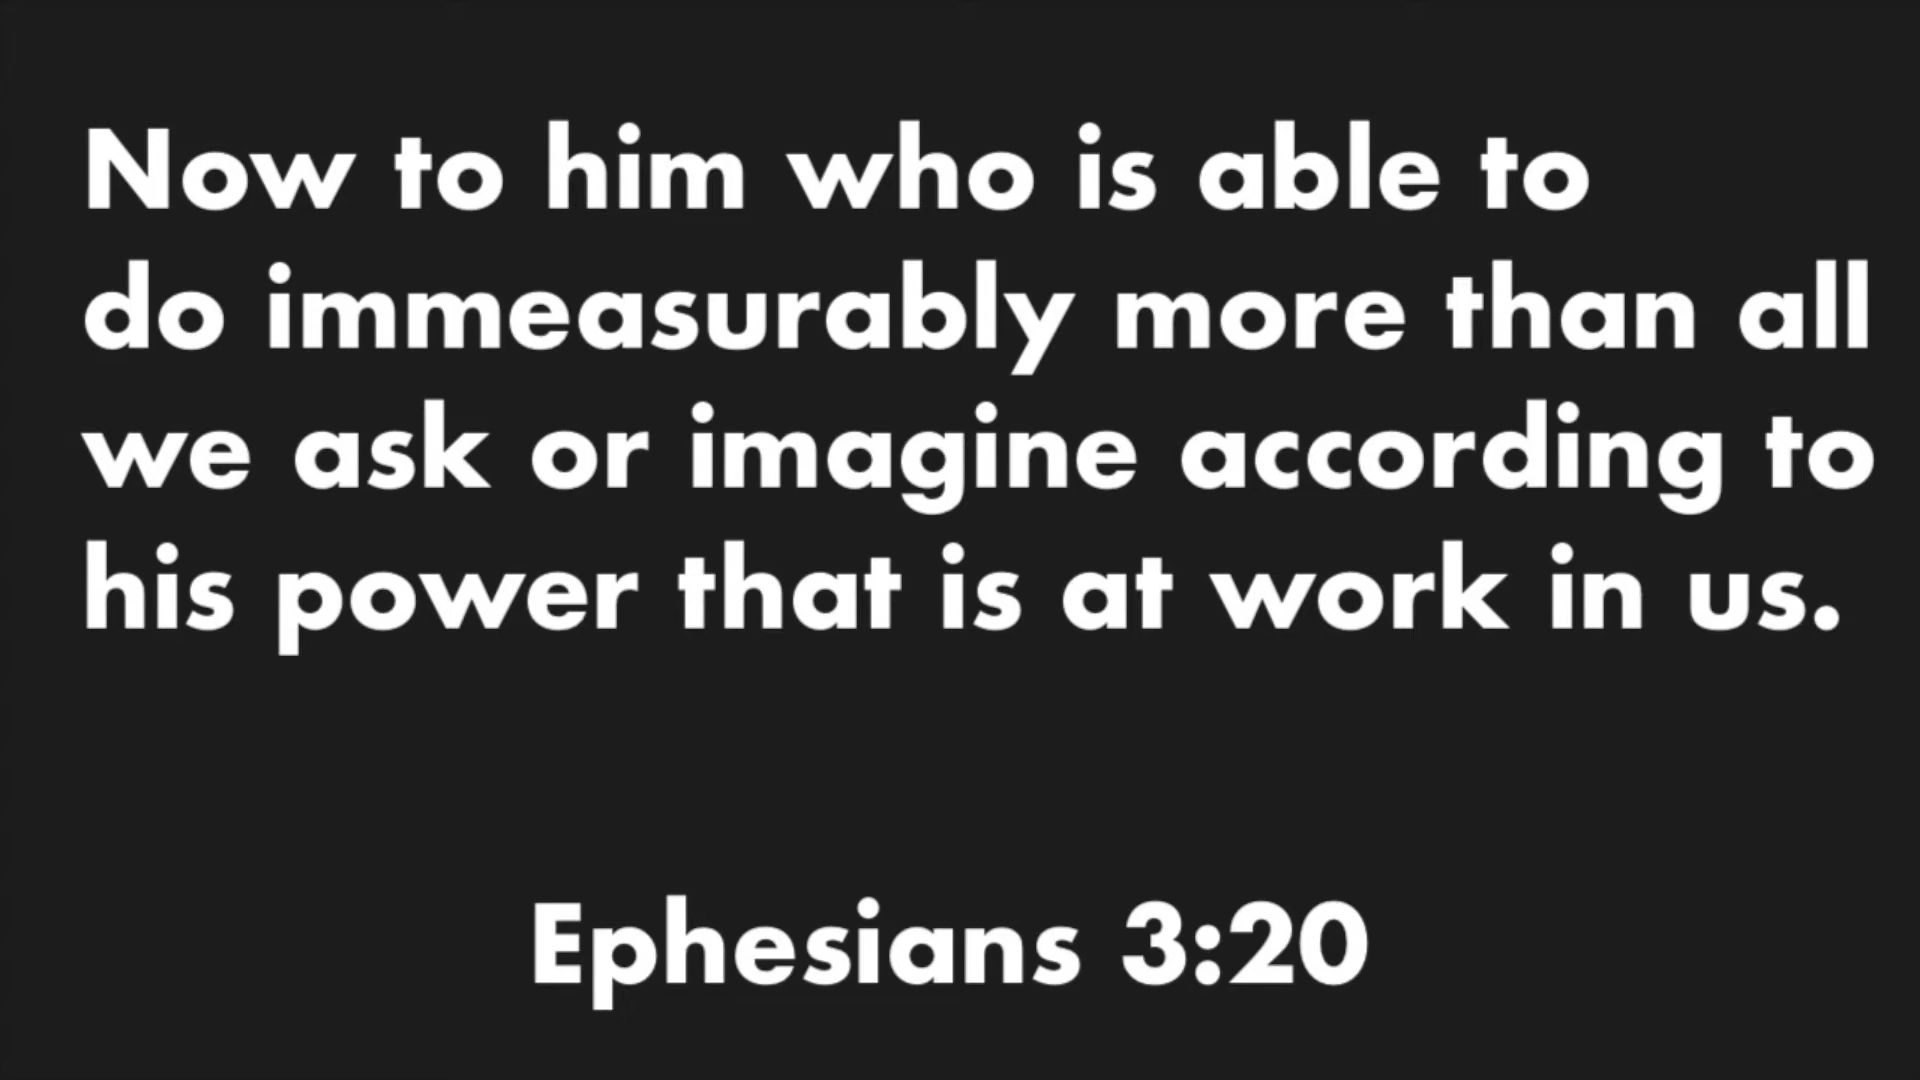 Now to him who is able to
do immeasurably more than all
we ask or imagine according to
his power that is at work in us.
Ephesians 3:20